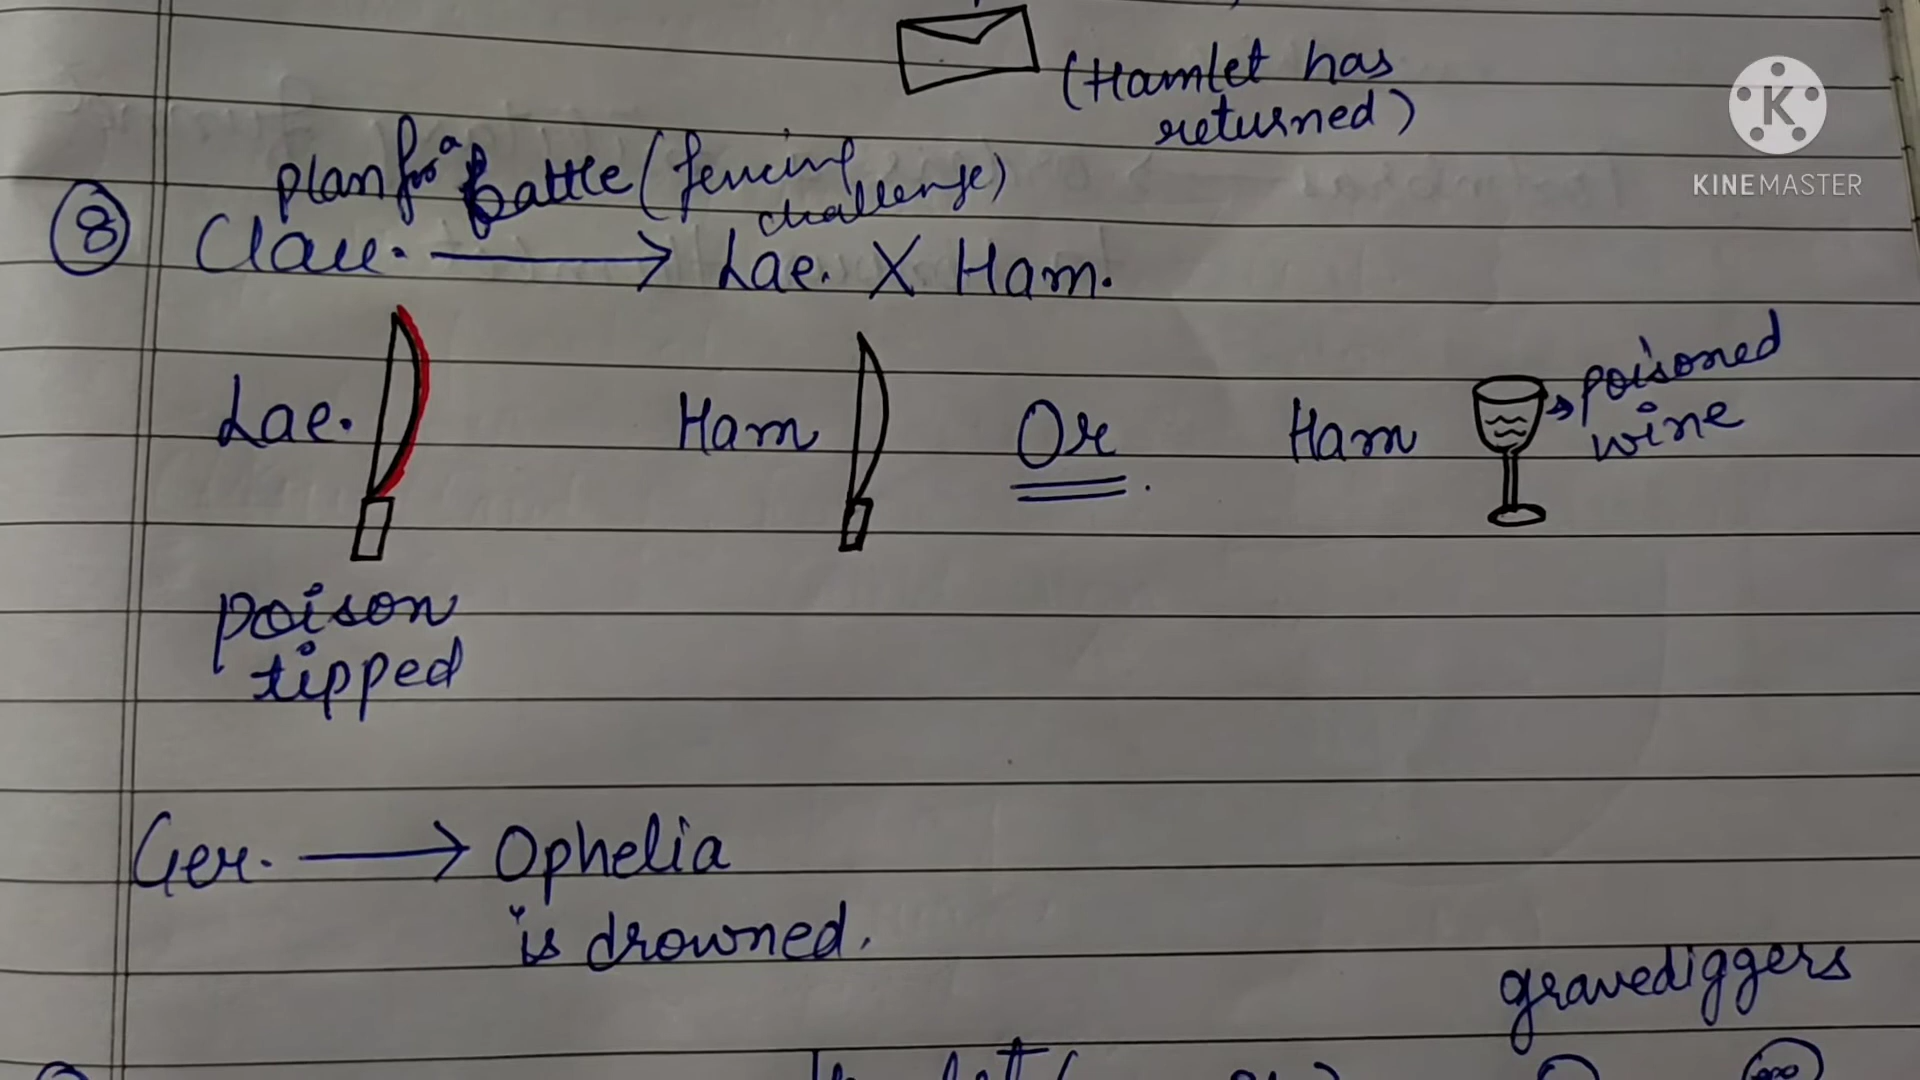 (Hamlet has
returned)
K
KINEMASTER
plan for a battle (fencing
challenge)
8 Clau. → Lae. X Ham.
Lae. Ham Or Ham → poisoned
wine
poison
tipped
Ger. → Ophelia
is drowned.
gravediggers